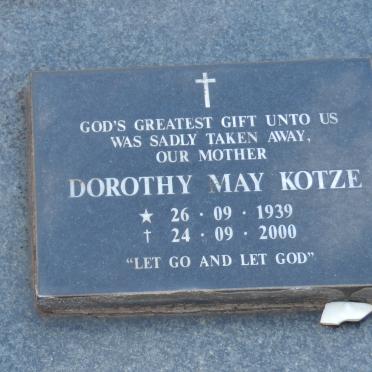 GOD'S GREATEST GIFT UNTO US
WAS SADLY TAKEN AWAY,
OUR MOTHER
DOROTHY MAY KOTZE
★ 26 · 09 · 1939
† 24 · 09 · 2000
"LET GO AND LET GOD"